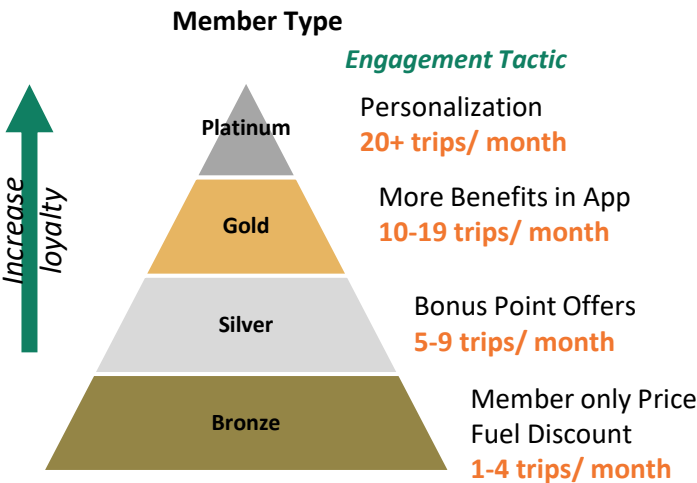 Member Type
Engagement Tactic
Platinum
Personalization
20+ trips/ month
Gold
More Benefits in App
10-19 trips/ month
Silver
Bonus Point Offers
5-9 trips/ month
Bronze
Member only Price
Fuel Discount
1-4 trips/ month
Increase
loyalty